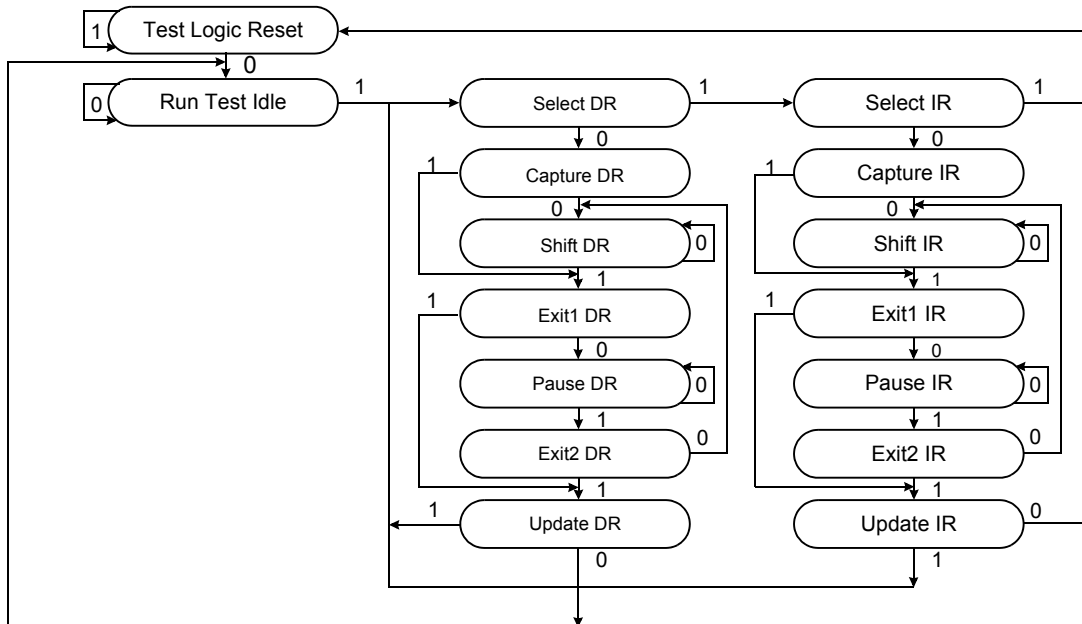 Test Logic Reset
1
0
Run Test Idle
0
1
Select DR
1
Select IR
1
0
0
1
Capture DR
1
Capture IR
0
0
Shift DR
0
Shift IR
0
1
1
1
Exit1 DR
1
Exit1 IR
0
0
Pause DR
0
Pause IR
0
1
1
Exit2 DR
0
Exit2 IR
0
1
1
1
Update DR
Update IR
0
0
1